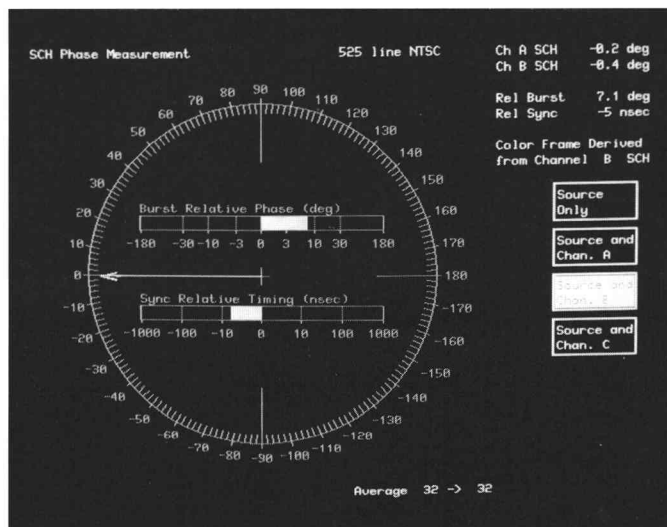 SCH Phase Measurement
525 line NTSC
Ch A SCH -0.2 deg
Ch B SCH -0.4 deg
Rel Burst 7.1 deg
Rel Sync -5 nsec
Color Frame Derived
from Channel B SCH
90
80 100
70 110
60 120
50 130
40 140
30 150
20 160
10 170
0 180
-10 -170
-20 -160
-30 -150
-40 -140
-50 -130
-60 -120
-70 -110
-80 -100
-90
Burst Relative Phase (deg)
-180 -30 -10 -3 0 3 10 30 180
Sync Relative Timing (nsec)
-1000 -100 -10 0 10 100 1000
Source
Only
Source and
Chan. A
Source and
Chan. B
Source and
Chan. C
Average 32 -> 32